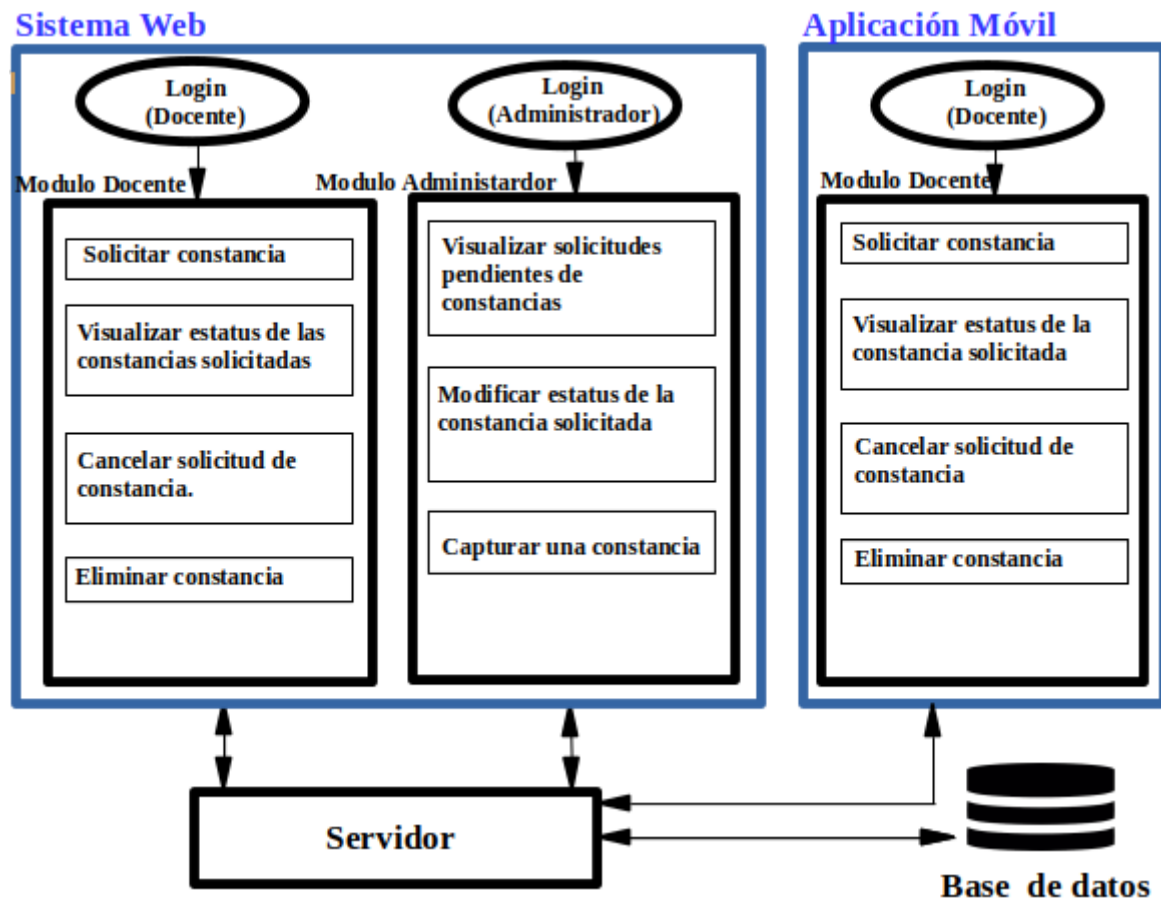 Sistema Web
Login
(Docente)
Login
(Administrador)
Modulo Docente
Solicitar constancia
Visualizar estatus de las
constancias solicitadas
Cancelar solicitud de
constancia.
Eliminar constancia
Modulo Administardor
Visualizar solicitudes
pendientes de
constancias
Modificar estatus de la
constancia solicitada
Capturar una constancia
Aplicación Móvil
Login
(Docente)
Modulo Docente
Solicitar constancia
Visualizar estatus de la
constancia solicitada
Cancelar solicitud de
constancia
Eliminar constancia
Servidor
Base de datos